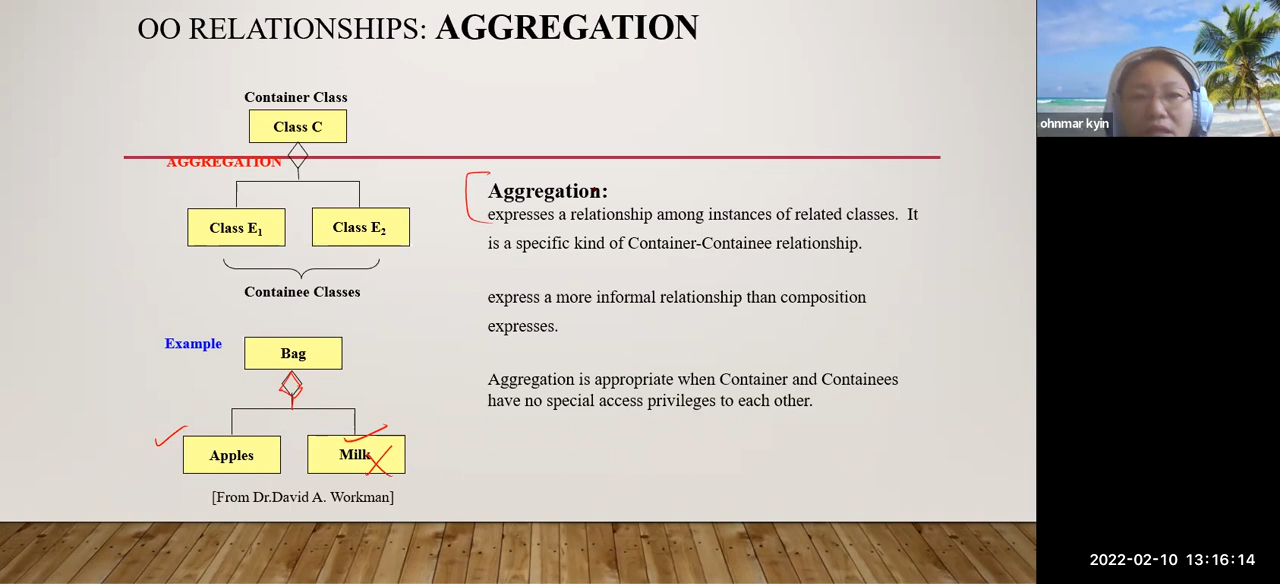 OO RELATIONSHIPS: AGGREGATION
Container Class
Class C
AGGREGATION
Class E1
Class E2
Containee Classes
Example
Bag
Apples
Milk
[From Dr.David A. Workman]
Aggregation:
expresses a relationship among instances of related classes. It
is a specific kind of Container-Containee relationship.
express a more informal relationship than composition
expresses.
Aggregation is appropriate when Container and Containees
have no special access privileges to each other.
ohnmar kyin
2022-02-10 13:16:14